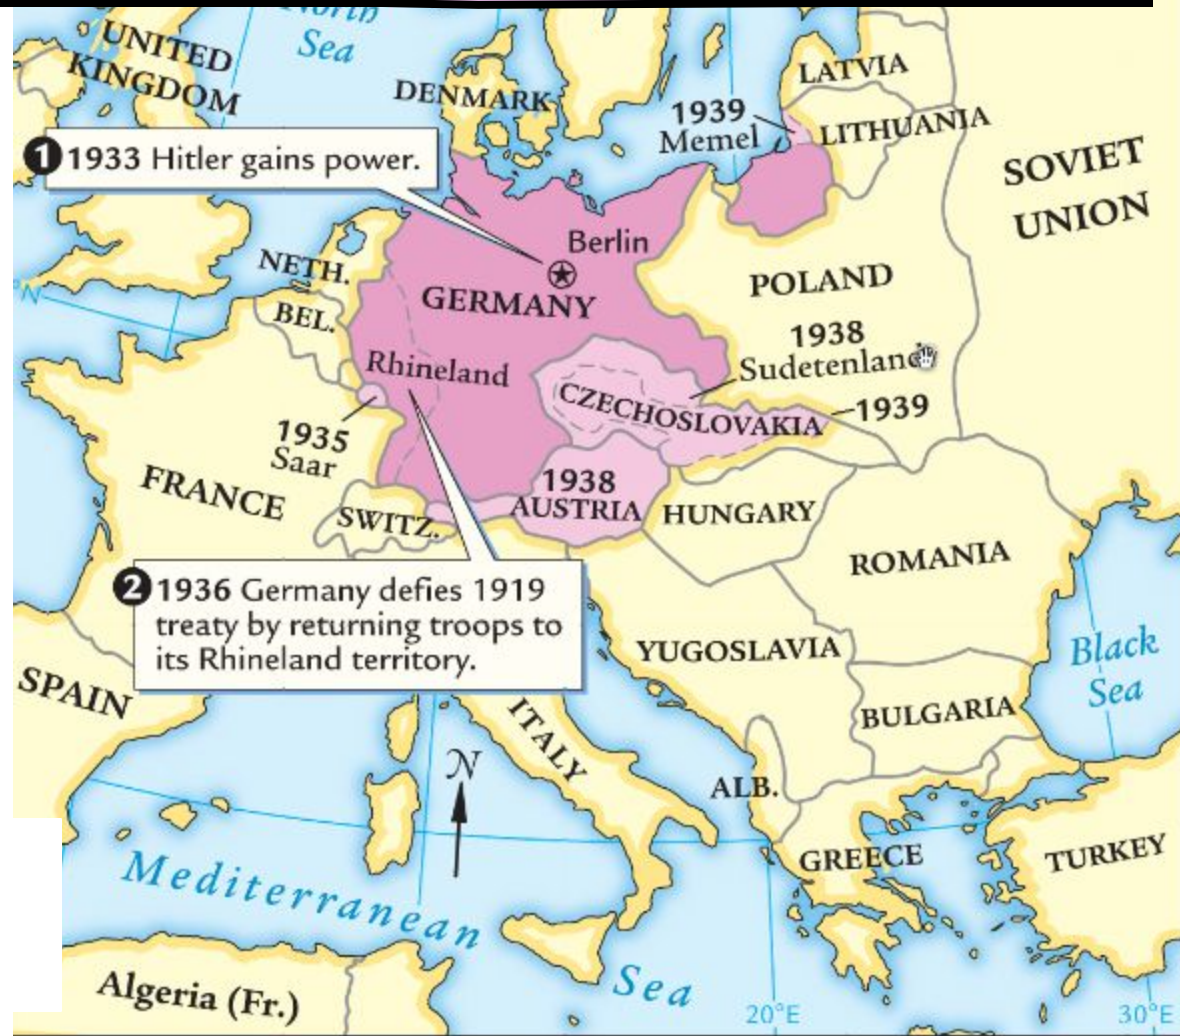 North
Sea
UNITED
KINGDOM
DENMARK
LATVIA
1939
Memel
LITHUANIA
SOVIET
UNION
1 1933 Hitler gains power.
Berlin
NETH.
°N
GERMANY
POLAND
BEL.
1938
Sudetenland
Rhineland
CZECHOSLOVAKIA
1939
1935
Saar
FRANCE
1938
AUSTRIA
HUNGARY
SWITZ.
ROMANIA
2 1936 Germany defies 1919
treaty by returning troops to
its Rhineland territory.
YUGOSLAVIA
Black
Sea
SPAIN
BULGARIA
ITALY
N
ALB.
GREECE
TURKEY
Mediterranean
Sea
Algeria (Fr.)
20°E
30°E